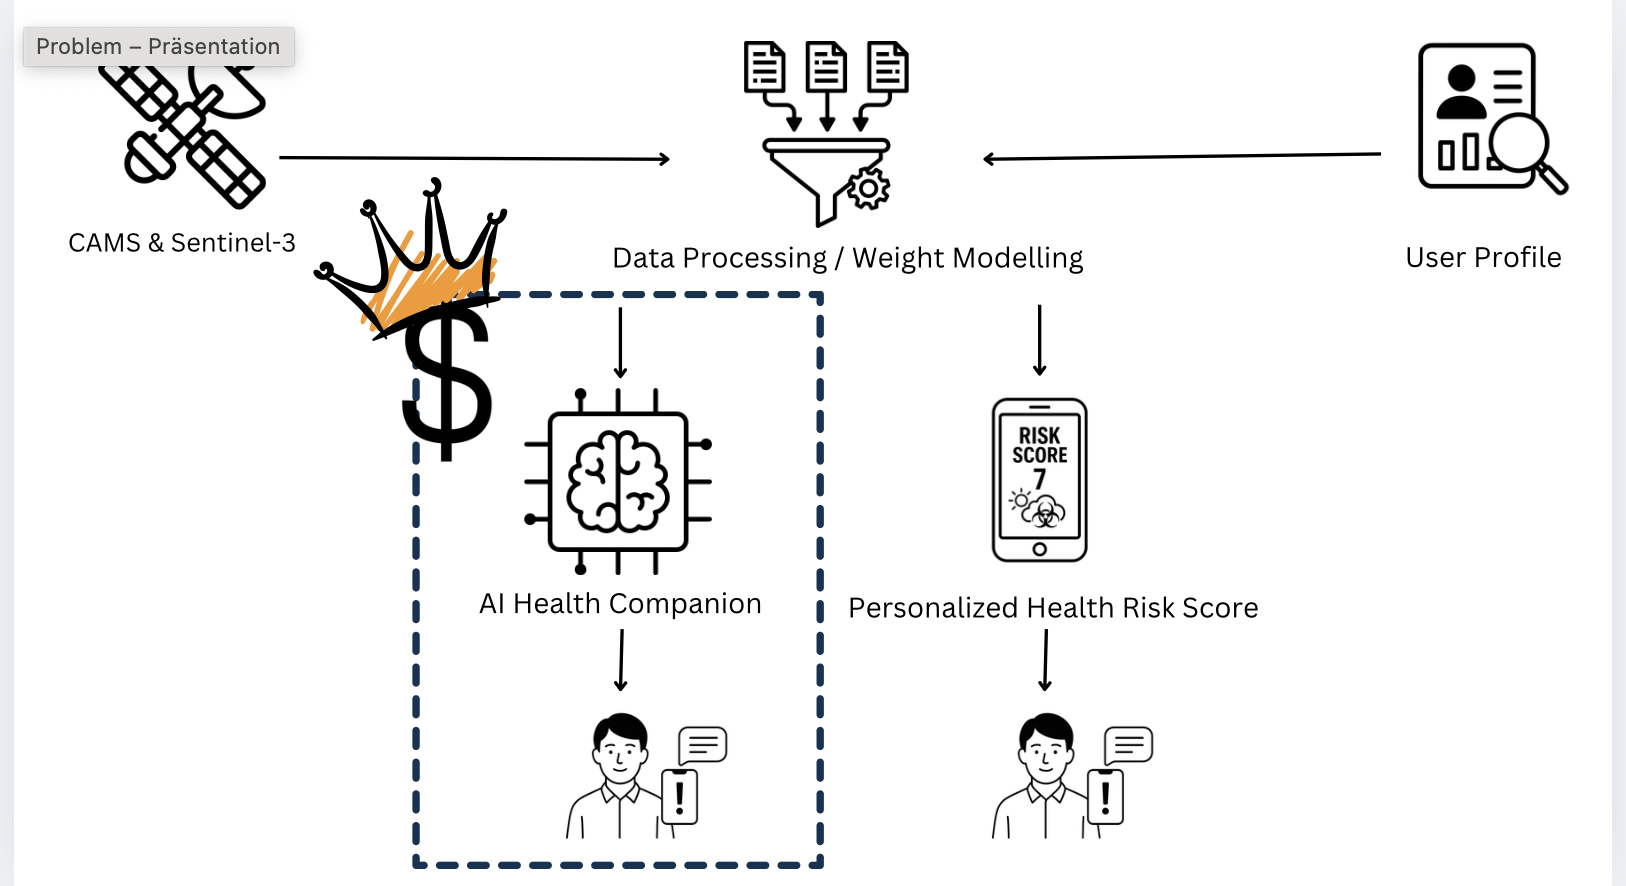 Problem – Präsentation
CAMS & Sentinel-3
Data Processing / Weight Modelling
User Profile
$
RISK
SCORE
7
AI Health Companion
Personalized Health Risk Score
!
!